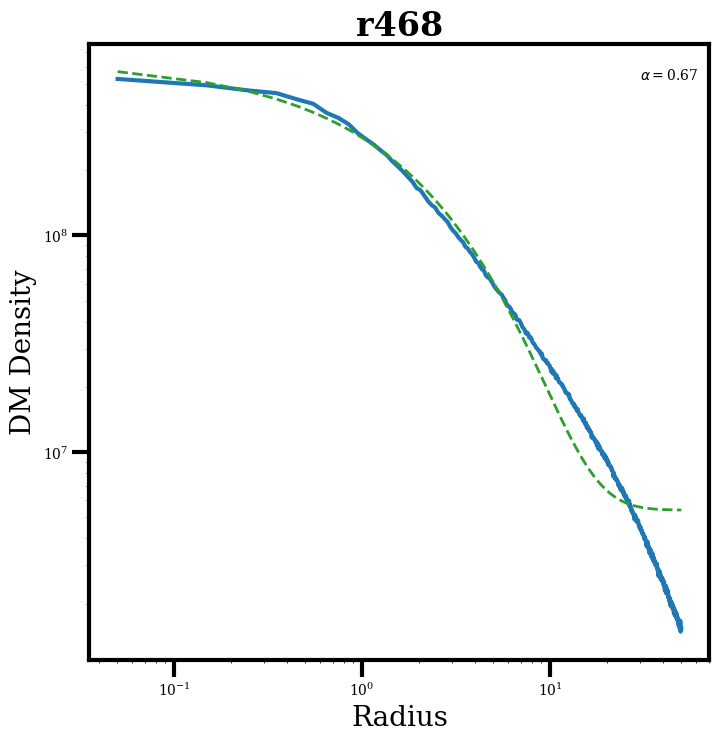 r468
α = 0.67
10⁸
10⁷
DM Density
10⁻¹
10⁰
10¹
Radius